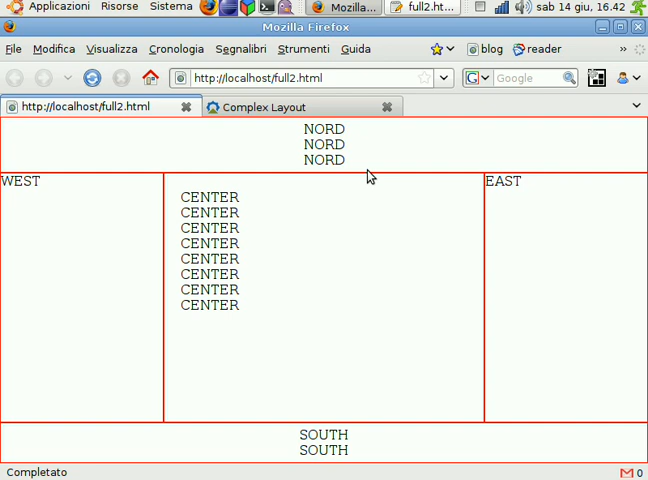 Applicazioni Risorse Sistema Mozilla... full2.ht... sab 14 giu, 16.42
Mozilla Firefox
File Modifica Visualizza Cronologia Segnalibri Strumenti Guida blog reader »
http://localhost/full2.html G Google
http://localhost/full2.html Complex Layout
NORD
NORD
NORD
WEST
CENTER
CENTER
CENTER
CENTER
CENTER
CENTER
CENTER
CENTER
EAST
SOUTH
SOUTH
Completato 0